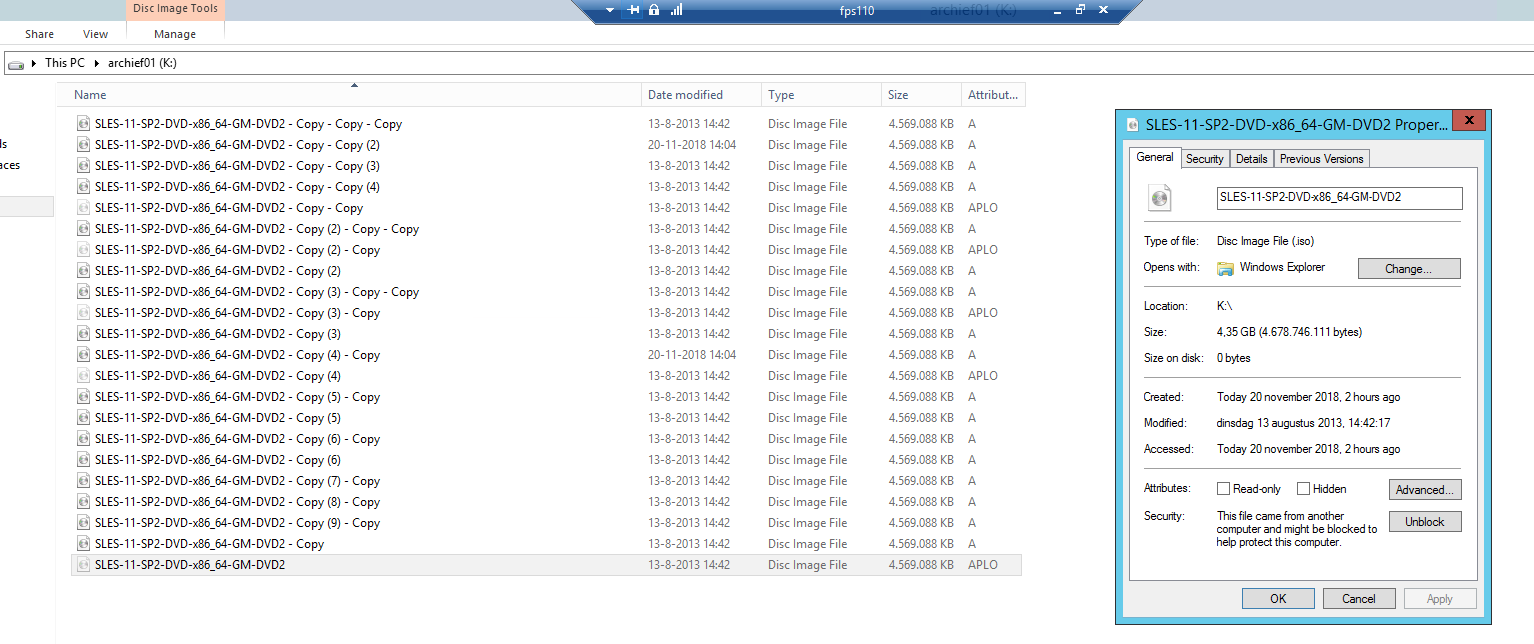 Disc Image Tools
fps110
archief01 (K:)
Share View Manage
This PC archief01 (K:)
Name Date modified Type Size Attribut...
SLES-11-SP2-DVD-x86_64-GM-DVD2 - Copy - Copy - Copy 13-8-2013 14:42 Disc Image File 4.569.088 KB A
SLES-11-SP2-DVD-x86_64-GM-DVD2 - Copy - Copy (2) 20-11-2018 14:04 Disc Image File 4.569.088 KB A
SLES-11-SP2-DVD-x86_64-GM-DVD2 - Copy - Copy (3) 13-8-2013 14:42 Disc Image File 4.569.088 KB A
SLES-11-SP2-DVD-x86_64-GM-DVD2 - Copy - Copy (4) 13-8-2013 14:42 Disc Image File 4.569.088 KB A
SLES-11-SP2-DVD-x86_64-GM-DVD2 - Copy - Copy 13-8-2013 14:42 Disc Image File 4.569.088 KB APLO
SLES-11-SP2-DVD-x86_64-GM-DVD2 - Copy (2) - Copy - Copy 13-8-2013 14:42 Disc Image File 4.569.088 KB A
SLES-11-SP2-DVD-x86_64-GM-DVD2 - Copy (2) - Copy 13-8-2013 14:42 Disc Image File 4.569.088 KB APLO
SLES-11-SP2-DVD-x86_64-GM-DVD2 - Copy (2) 13-8-2013 14:42 Disc Image File 4.569.088 KB A
SLES-11-SP2-DVD-x86_64-GM-DVD2 - Copy (3) - Copy - Copy 13-8-2013 14:42 Disc Image File 4.569.088 KB A
SLES-11-SP2-DVD-x86_64-GM-DVD2 - Copy (3) - Copy 13-8-2013 14:42 Disc Image File 4.569.088 KB APLO
SLES-11-SP2-DVD-x86_64-GM-DVD2 - Copy (3) 13-8-2013 14:42 Disc Image File 4.569.088 KB A
SLES-11-SP2-DVD-x86_64-GM-DVD2 - Copy (4) - Copy 20-11-2018 14:04 Disc Image File 4.569.088 KB A
SLES-11-SP2-DVD-x86_64-GM-DVD2 - Copy (4) 13-8-2013 14:42 Disc Image File 4.569.088 KB APLO
SLES-11-SP2-DVD-x86_64-GM-DVD2 - Copy (5) - Copy 13-8-2013 14:42 Disc Image File 4.569.088 KB A
SLES-11-SP2-DVD-x86_64-GM-DVD2 - Copy (5) 13-8-2013 14:42 Disc Image File 4.569.088 KB A
SLES-11-SP2-DVD-x86_64-GM-DVD2 - Copy (6) - Copy 13-8-2013 14:42 Disc Image File 4.569.088 KB A
SLES-11-SP2-DVD-x86_64-GM-DVD2 - Copy (6) 13-8-2013 14:42 Disc Image File 4.569.088 KB A
SLES-11-SP2-DVD-x86_64-GM-DVD2 - Copy (7) - Copy 13-8-2013 14:42 Disc Image File 4.569.088 KB A
SLES-11-SP2-DVD-x86_64-GM-DVD2 - Copy (8) - Copy 13-8-2013 14:42 Disc Image File 4.569.088 KB A
SLES-11-SP2-DVD-x86_64-GM-DVD2 - Copy (9) - Copy 13-8-2013 14:42 Disc Image File 4.569.088 KB A
SLES-11-SP2-DVD-x86_64-GM-DVD2 - Copy 13-8-2013 14:42 Disc Image File 4.569.088 KB A
SLES-11-SP2-DVD-x86_64-GM-DVD2 13-8-2013 14:42 Disc Image File 4.569.088 KB APLO
SLES-11-SP2-DVD-x86_64-GM-DVD2 Proper... X
General Security Details Previous Versions
SLES-11-SP2-DVD-x86_64-GM-DVD2
Type of file: Disc Image File (.iso)
Opens with: Windows Explorer Change...
Location: K:\
Size: 4,35 GB (4.678.746.111 bytes)
Size on disk: 0 bytes
Created: Today 20 november 2018, 2 hours ago
Modified: dinsdag 13 augustus 2013, 14:42:17
Accessed: Today 20 november 2018, 2 hours ago
Attributes: Read-only Hidden Advanced...
Security: This file came from another
computer and might be blocked to
help protect this computer.
Unblock
OK Cancel Apply